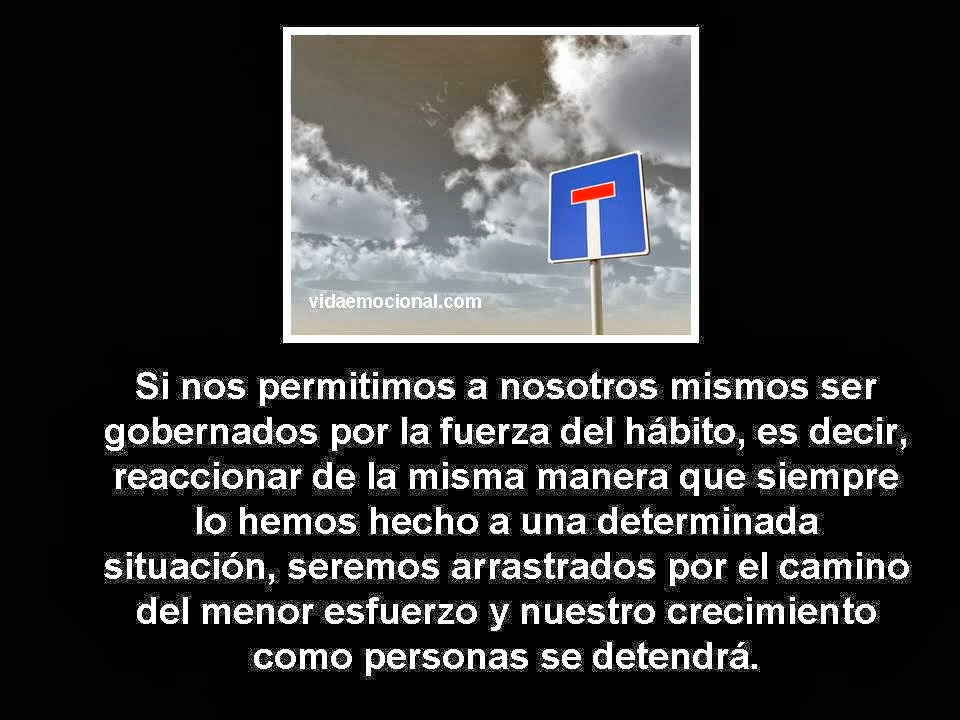 vidaemocional.com
Si nos permitimos a nosotros mismos ser
gobernados por la fuerza del hábito, es decir,
reaccionar de la misma manera que siempre
lo hemos hecho a una determinada
situación, seremos arrastrados por el camino
del menor esfuerzo y nuestro crecimiento
como personas se detendrá.